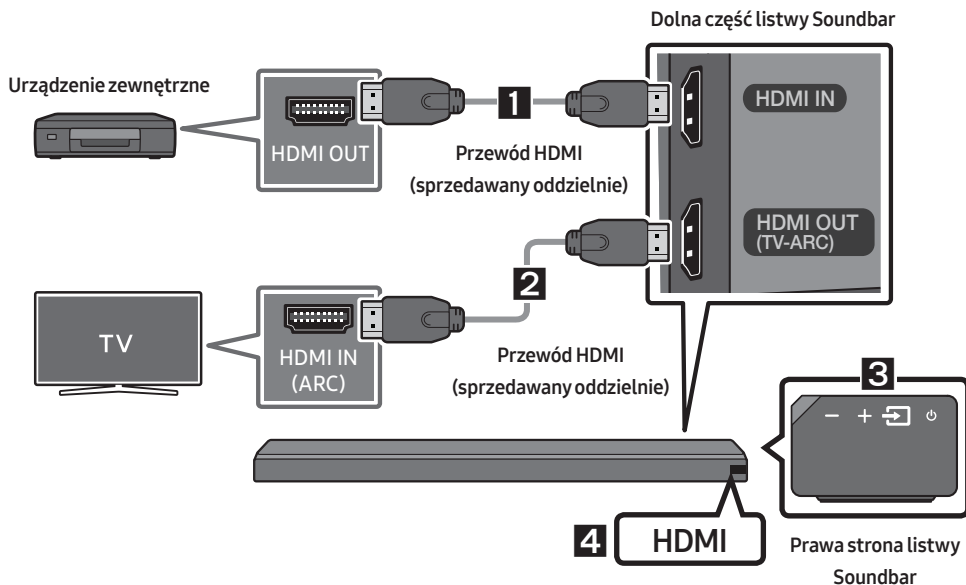 Dolna część listwy Soundbar
Urządzenie zewnętrzne
HDMI OUT
1
HDMI IN
Przewód HDMI
(sprzedawany oddzielnie)
HDMI OUT
(TV-ARC)
2
TV
HDMI IN
(ARC)
Przewód HDMI
(sprzedawany oddzielnie)
3
4
HDMI
Prawa strona listwy
Soundbar